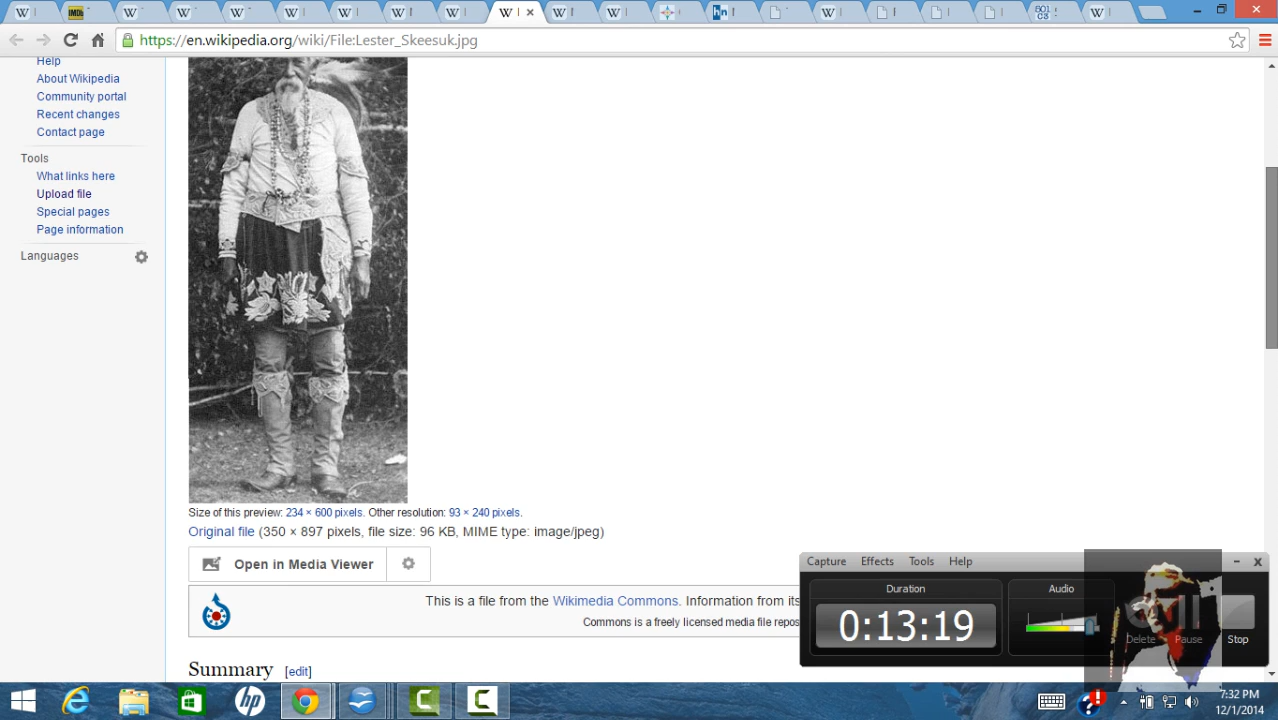 IMDb
hn
501
C3
https://en.wikipedia.org/wiki/File:Lester_Skeesuk.jpg
Help
About Wikipedia
Community portal
Recent changes
Contact page
Tools
What links here
Upload file
Special pages
Page information
Languages
Size of this preview: 234 × 600 pixels. Other resolution: 93 × 240 pixels.
Original file (350 × 897 pixels, file size: 96 KB, MIME type: image/jpeg)
Open in Media Viewer
This is a file from the Wikimedia Commons. Information from its
Commons is a freely licensed media file repos
Summary [edit]
Capture Effects Tools Help
Duration
Audio
0:13:19
Delete Pause Stop
7:32 PM
12/1/2014